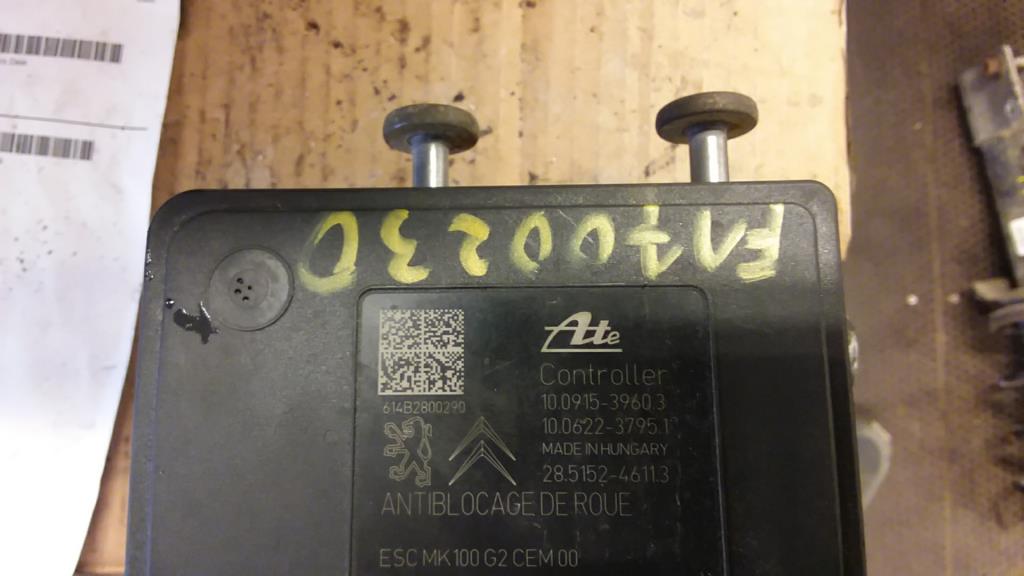 614B2800290
Ate
Controller
10.0915-3960.3
10.0622-3795.1
MADE IN HUNGARY
28.5152-4611.3
ANTIBLOCAGE DE ROUE
ESC MK100 G2 CEM 00